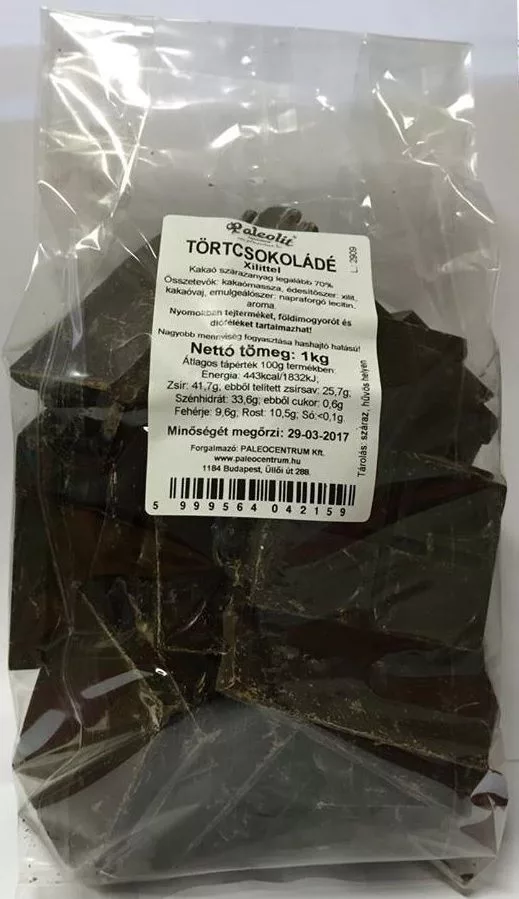 Paleolit
TÖRTCSOKOLÁDÉ
Xilittel
Kakaó szárazanyag legalább 70%
Összetevők: kakaómassza, édesítőszer: xilit,
kakaóvaj, emulgeálószer: napraforgó lecitin,
aroma.
Nyomokban tejterméket, földimogyorót és
dióféléket tartalmazhat!
Nagyobb mennyiség fogyasztása hashajtó hatású!
Nettó tömeg: 1kg
Átlagos tápérték 100g termékben:
Energia: 443kcal/1832kJ,
Zsír: 41,7g, ebből telített zsírsav: 25,7g,
Szénhidrát: 33,6g; ebből cukor: 0,6g
Fehérje: 9,6g, Rost: 10,5g; Só:<0,1g
Minőségét megőrzi: 29-03-2017
Forgalmazó: PALEOCENTRUM Kft.
www.paleocentrum.hu
1184 Budapest, Üllői út 288.
5 999564 042159
L: 2909
Tárolás: száraz, hűvös helyen